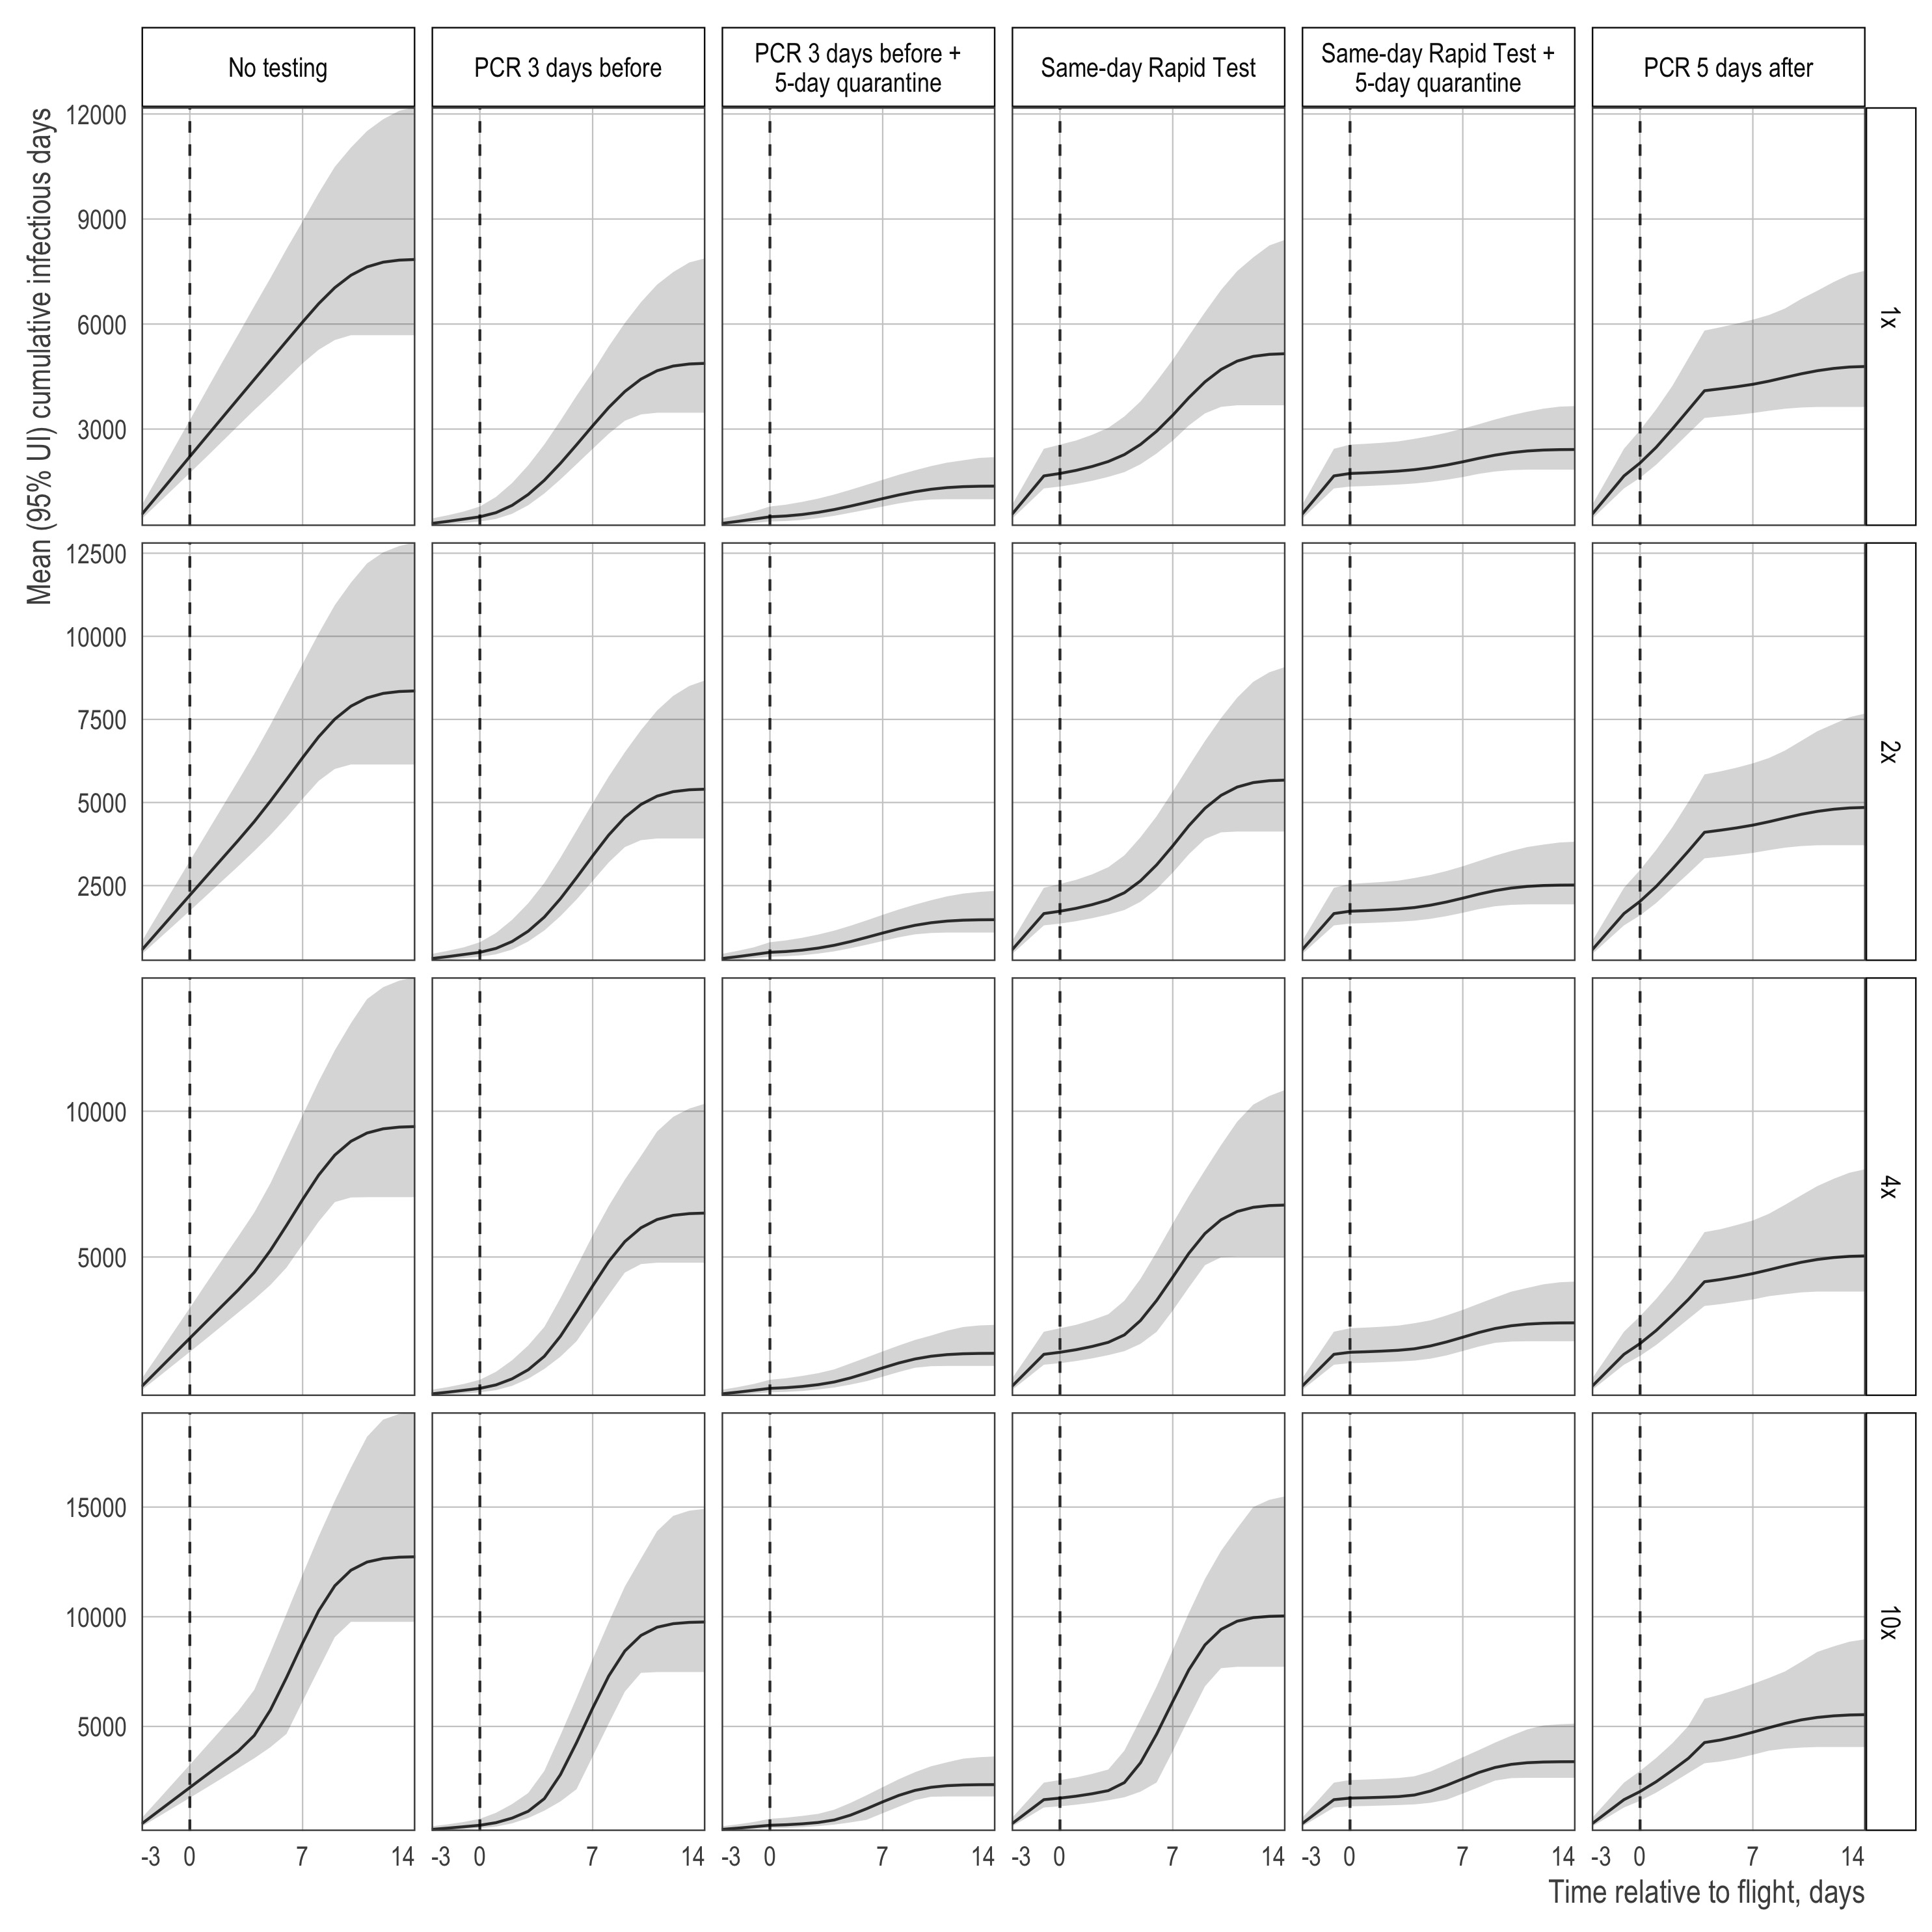 No testing
PCR 3 days before
PCR 3 days before +
5-day quarantine
Same-day Rapid Test
Same-day Rapid Test +
5-day quarantine
PCR 5 days after
Mean (95% UI) cumulative infectious days
12000
9000
6000
3000
1x
12500
10000
7500
5000
2500
2x
10000
5000
4x
15000
10000
5000
10x
-3 0 7 14
-3 0 7 14
-3 0 7 14
-3 0 7 14
-3 0 7 14
-3 0 7 14
Time relative to flight, days